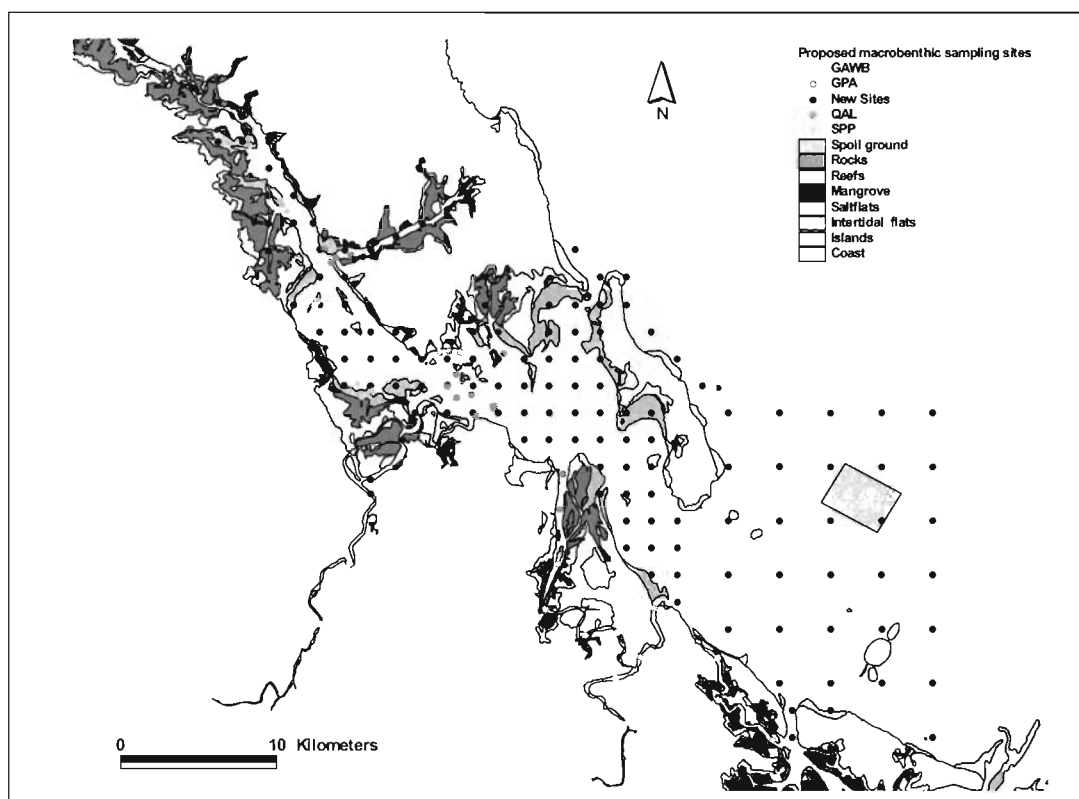 Proposed macrobenthic sampling sites
GAWB
GPA
New Sites
QAL
SPP
Spoil ground
Rocks
Reefs
Mangrove
Saltflats
Intertidal flats
Islands
Coast
N
0 10 Kilometers